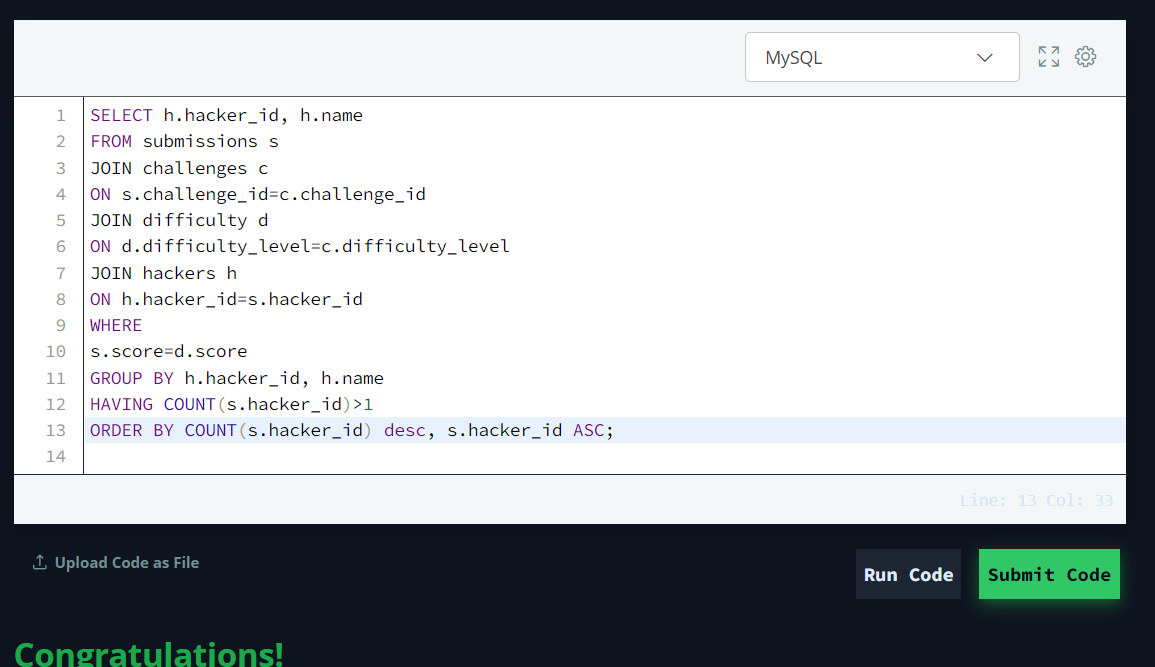 MySQL
1 SELECT h.hacker_id, h.name
2 FROM submissions s
3 JOIN challenges c
4 ON s.challenge_id=c.challenge_id
5 JOIN difficulty d
6 ON d.difficulty_level=c.difficulty_level
7 JOIN hackers h
8 ON h.hacker_id=s.hacker_id
9 WHERE
10 s.score=d.score
11 GROUP BY h.hacker_id, h.name
12 HAVING COUNT(s.hacker_id)>1
13 ORDER BY COUNT(s.hacker_id) desc, s.hacker_id ASC;
14
Line: 13 Col: 33
Upload Code as File
Run Code
Submit Code
Congratulations!